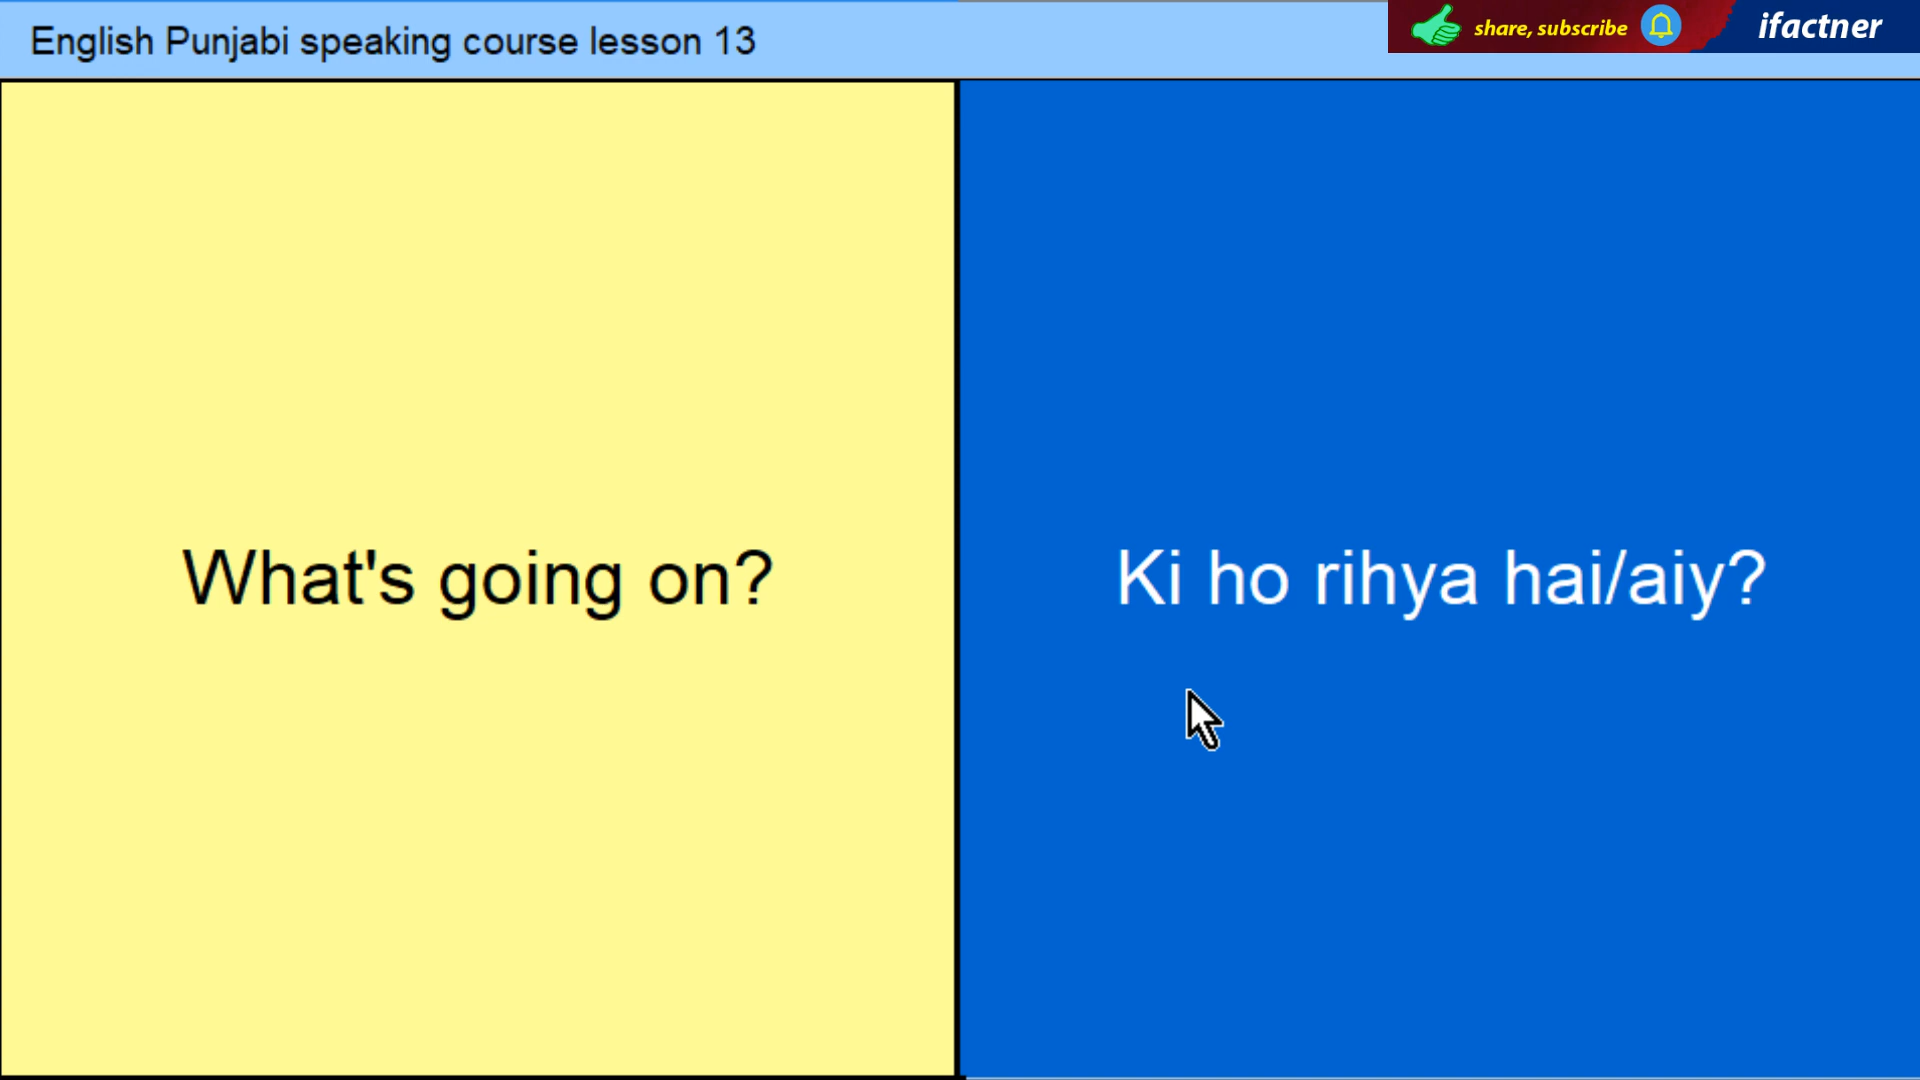 English Punjabi speaking course lesson 13
share, subscribe
ifactner
What's going on?
Ki ho rihya hai/aiy?